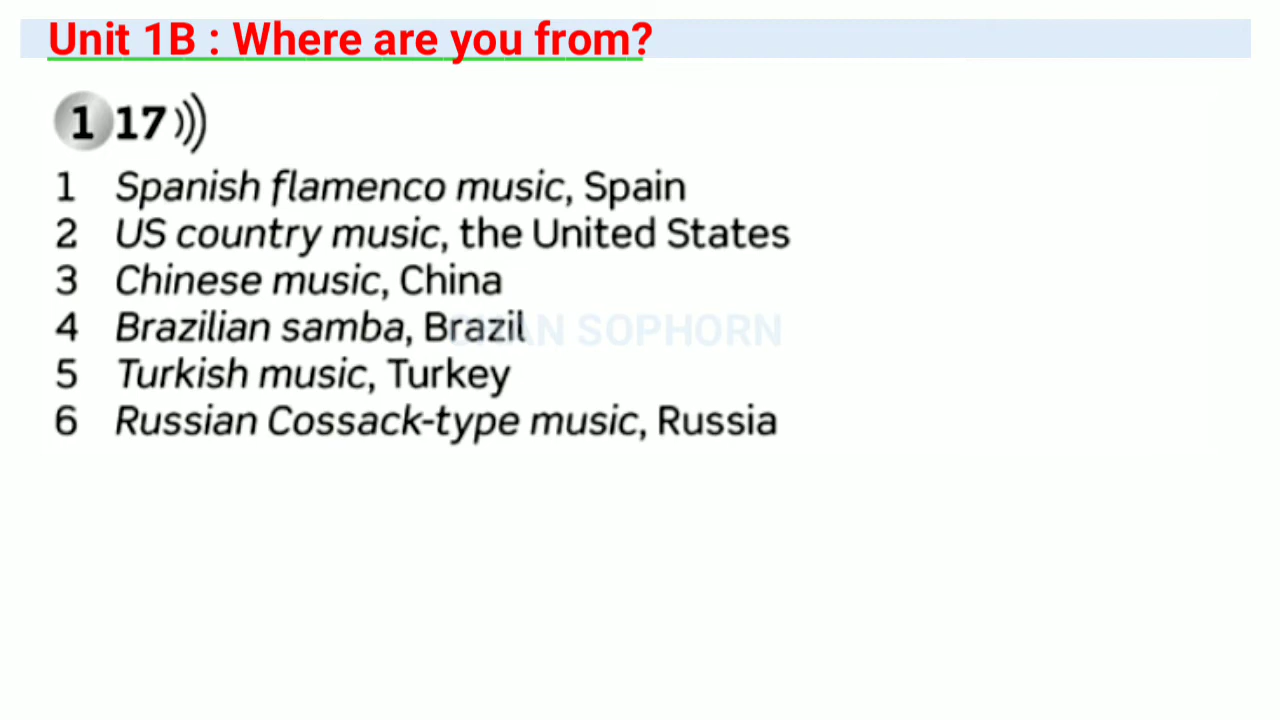 Unit 1B : Where are you from?
1 17
1 Spanish flamenco music, Spain
2 US country music, the United States
3 Chinese music, China
4 Brazilian samba, Brazil
CHAN SOPHORN
5 Turkish music, Turkey
6 Russian Cossack-type music, Russia